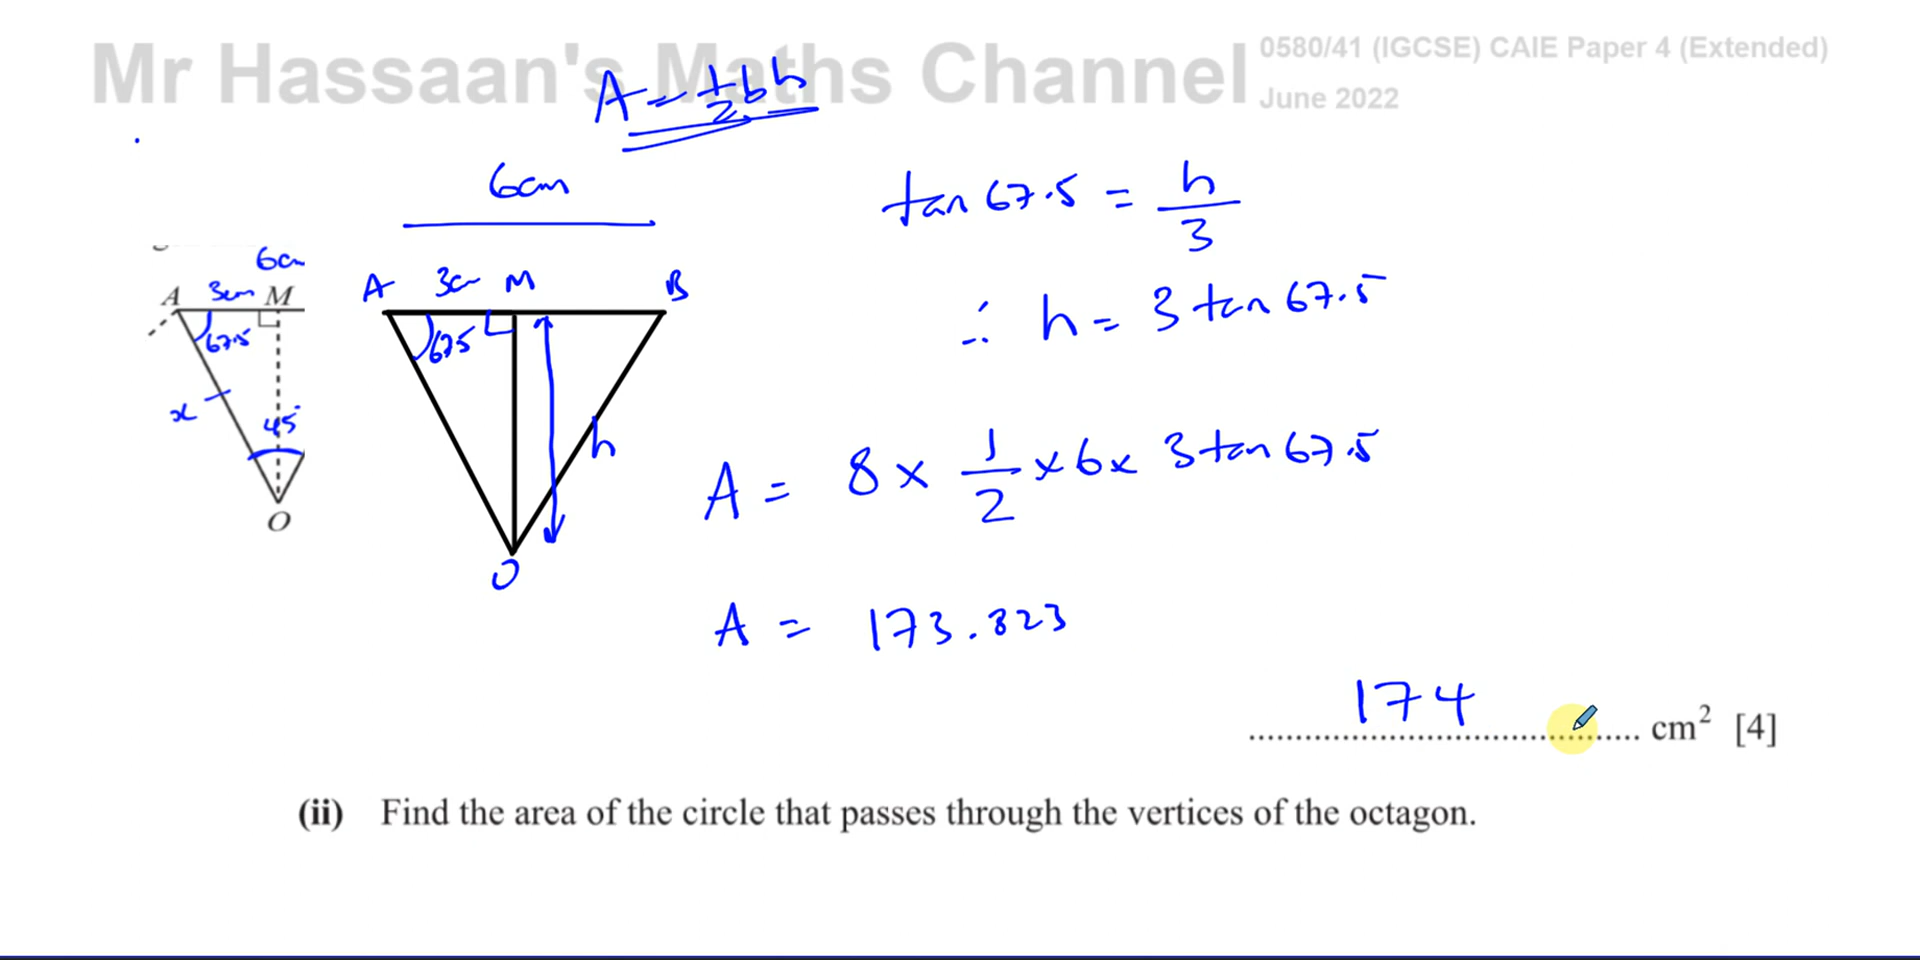 Mr Hassaan's Maths Channel
0580/41 (IGCSE) CAIE Paper 4 (Extended)
June 2022
A = 1/2 b h
6cm
tan 67.5 = h/3
∴ h = 3 tan 67.5
6cm
A 3cm M
67.5
x
45
O
A 3cm M B
67.5
h
O
A = 8 × 1/2 × 6 × 3 tan 67.5
A = 173.823
174
cm² [4]
(ii) Find the area of the circle that passes through the vertices of the octagon.